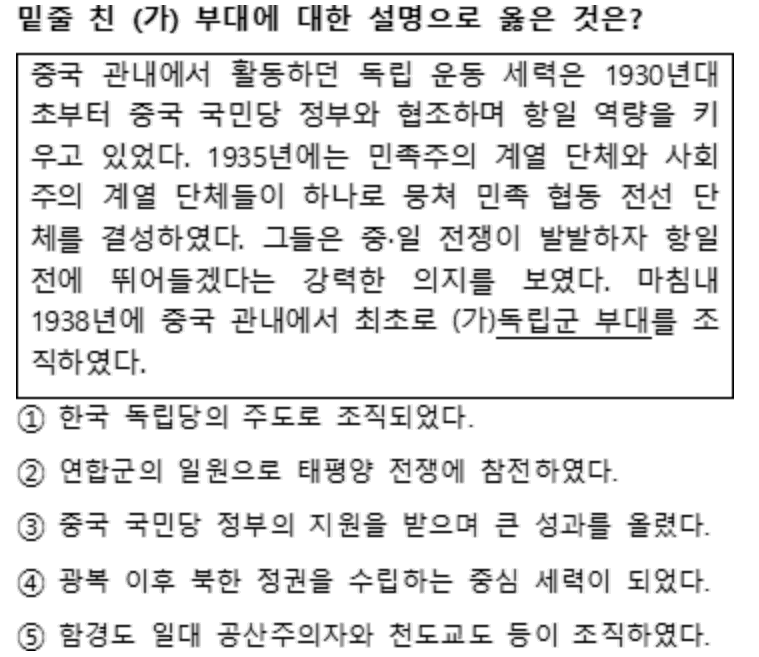 밑줄 친 (가) 부대에 대한 설명으로 옳은 것은?
중국 관내에서 활동하던 독립 운동 세력은 1930년대
초부터 중국 국민당 정부와 협조하며 항일 역량을 키
우고 있었다. 1935년에는 민족주의 계열 단체와 사회
주의 계열 단체들이 하나로 뭉쳐 민족 협동 전선 단
체를 결성하였다. 그들은 중·일 전쟁이 발발하자 항일
전에 뛰어들겠다는 강력한 의지를 보였다. 마침내
1938년에 중국 관내에서 최초로 (가)독립군 부대를 조
직하였다.
① 한국 독립당의 주도로 조직되었다.
② 연합군의 일원으로 태평양 전쟁에 참전하였다.
③ 중국 국민당 정부의 지원을 받으며 큰 성과를 올렸다.
④ 광복 이후 북한 정권을 수립하는 중심 세력이 되었다.
⑤ 함경도 일대 공산주의자와 천도교도 등이 조직하였다.